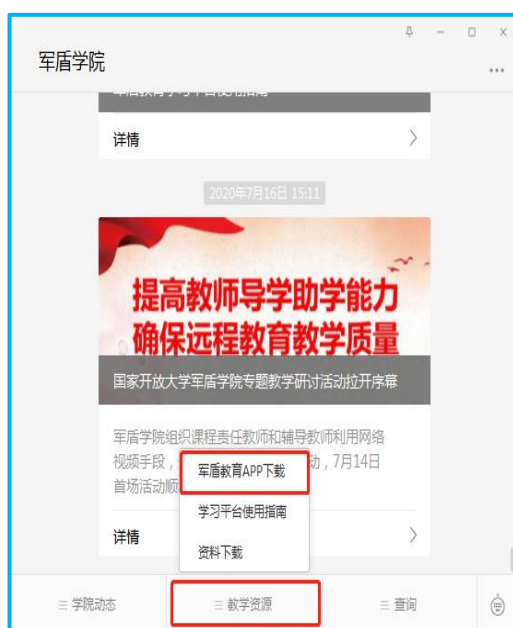 军盾学院
详情
2020年7月16日 15:11
提高教师导学助学能力
确保远程教育教学质量
国家开放大学军盾学院专题教学研讨活动拉开序幕
军盾学院组织课程责任教师和辅导教师利用网络
视频手段,
动,7月14日
首场活动顺
军盾教育APP下载
学习平台使用指南
资料下载
详情
学院动态
教学资源
查询